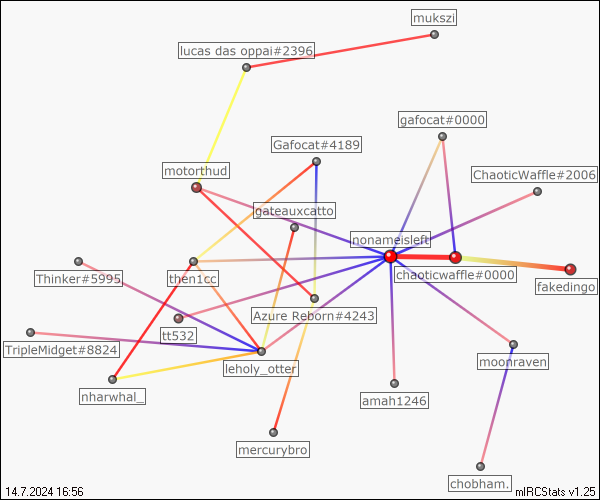 mukszi
lucas das oppai#2396
gafocat#0000
Gafocat#4189
motorthud
ChaoticWaffle#2006
gateauxcatto
nonameisleft
Thinker#5995
then1cc
chaoticwaffle#0000
fakedingo
Azure Reborn#4243
tt532
TripleMidget#8824
leholy_otter
moonraven
nharwhal_
amah1246
mercurybro
chobham.
14.7.2024 16:56
mIRCStats v1.25